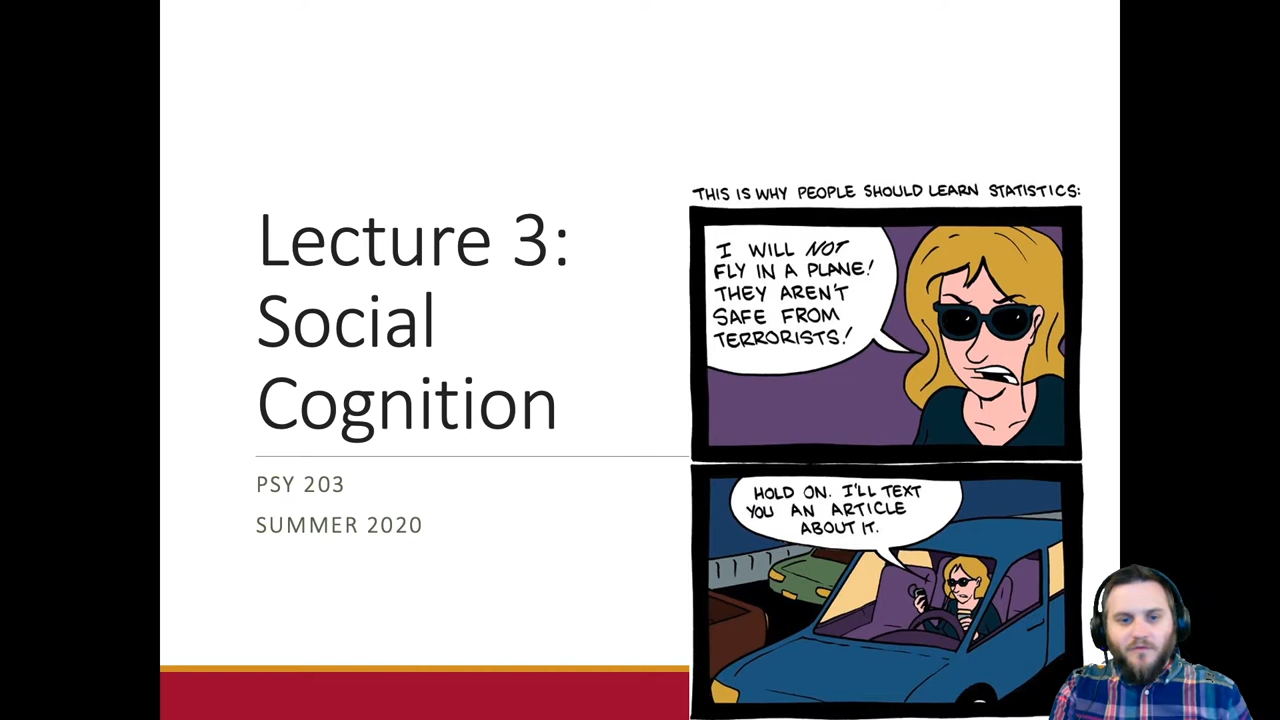 Lecture 3:
Social
Cognition
PSY 203
SUMMER 2020
THIS IS WHY PEOPLE SHOULD LEARN STATISTICS:
I WILL NOT
FLY IN A PLANE!
THEY AREN'T
SAFE FROM
TERRORISTS!
HOLD ON. I'LL TEXT
YOU AN ARTICLE
ABOUT IT.